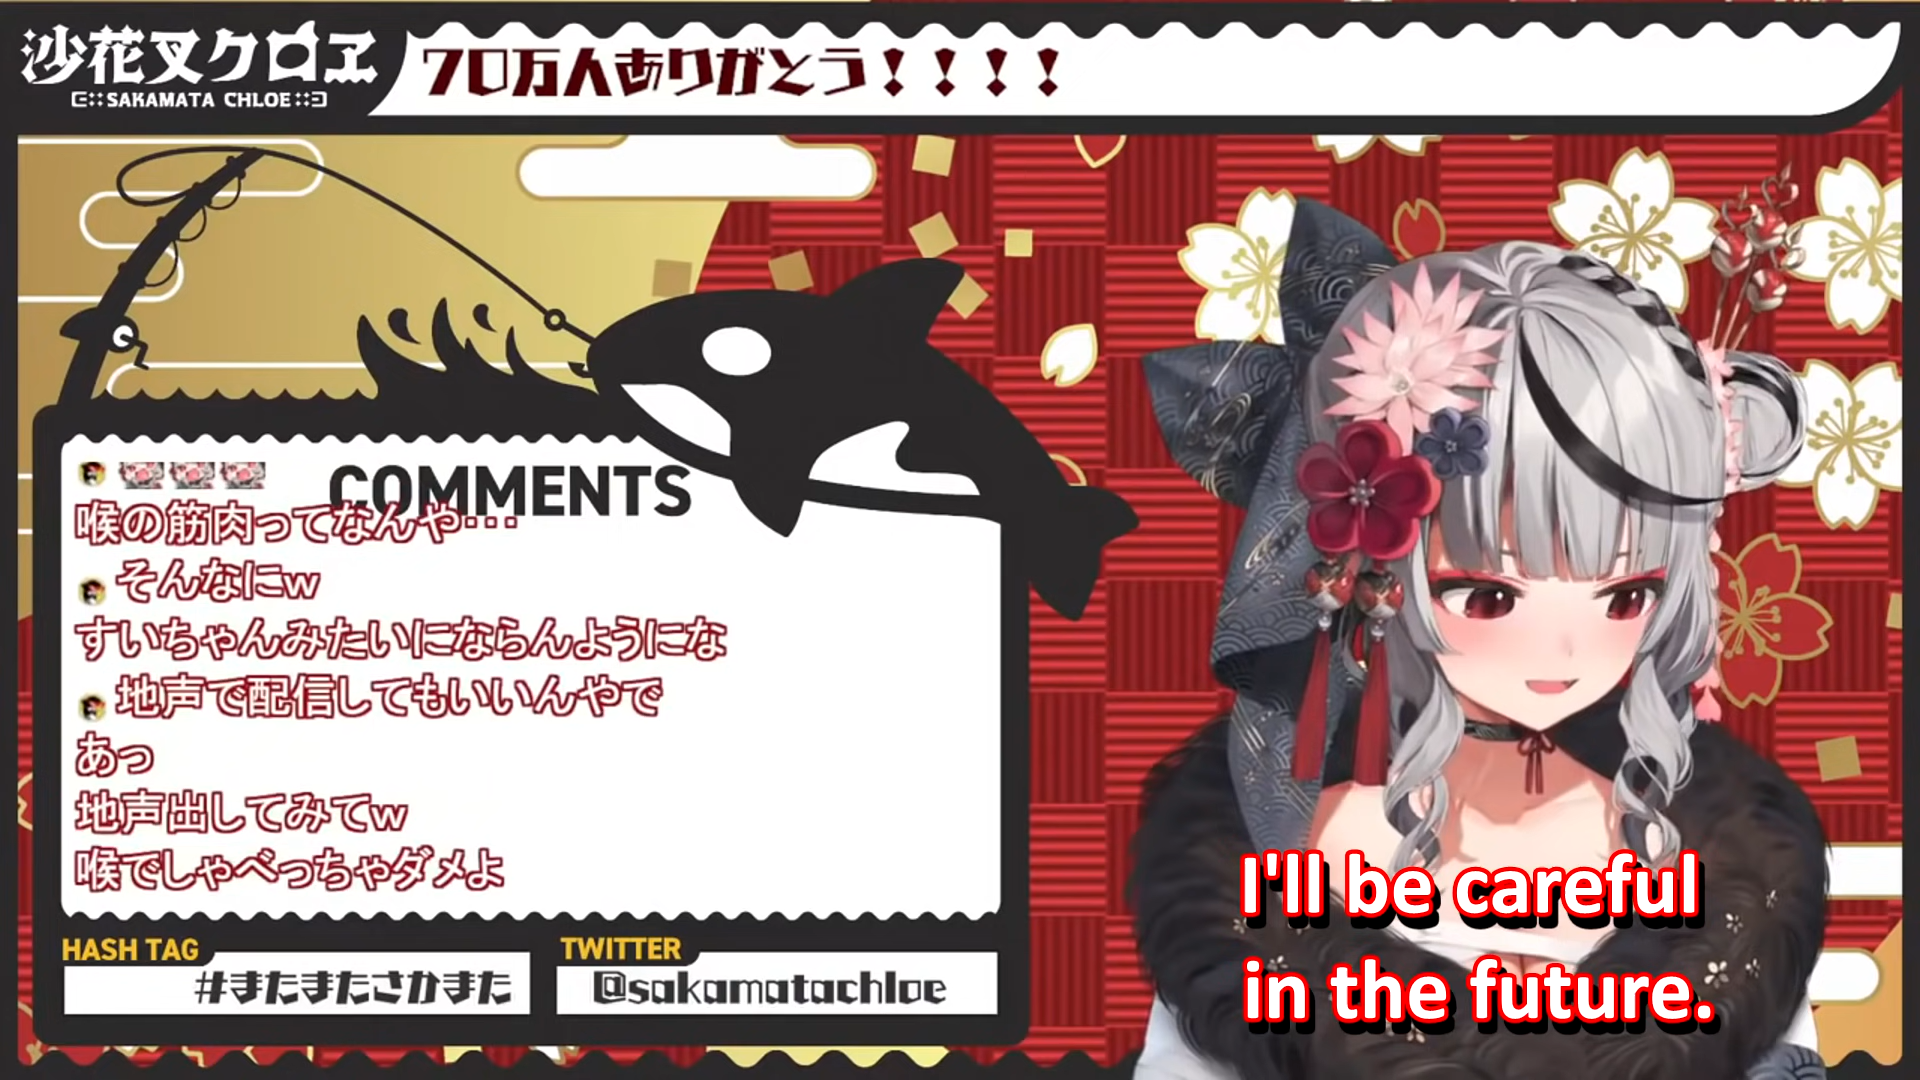 沙花叉クロヱ
SAKAMATA CHLOE
70万人ありがとう！！！！
COMMENTS
喉の筋肉ってなんや…
そんなにw
すいちゃんみたいにならんようにな
地声で配信してもいいんやで
あっ
地声出してみてw
喉でしゃべっちゃダメよ
HASH TAG
#またまたさかまた
TWITTER
@sakamatachloe
I'll be careful
in the future.